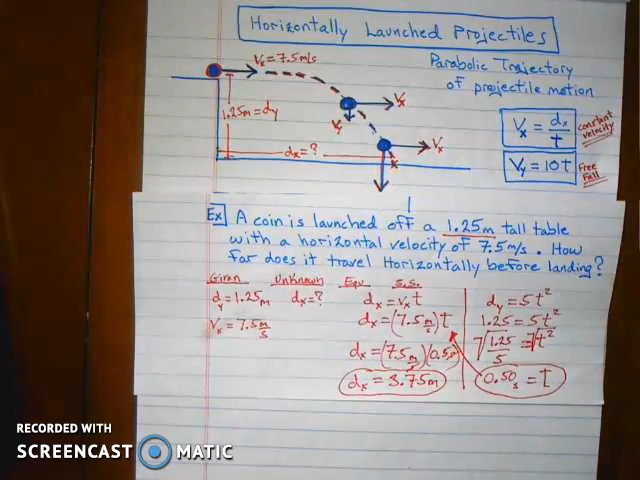 Horizontally Launched Projectiles
Vx = 7.5m/s
Parabolic Trajectory
of projectile motion
1.25m = dy
Vx
Vy
Vx = dx/t
constant velocity
Vx
dx = ?
Vy = 10t
Free Fall
Ex A coin is launched off a 1.25m tall table
with a horizontal velocity of 7.5m/s. How
far does it travel Horizontally before landing?
Given Unknown Equ S.S.
dy = 1.25m dx = ? dx = vx t dy = 5t²
Vx = 7.5 m/s dx = (7.5 m/s) t 1.25 = 5t²
√1.25/5 = √t²
dx = (7.5 m/s)(0.5s)
dx = 3.75m 0.50s = t
RECORDED WITH
SCREENCAST MATIC